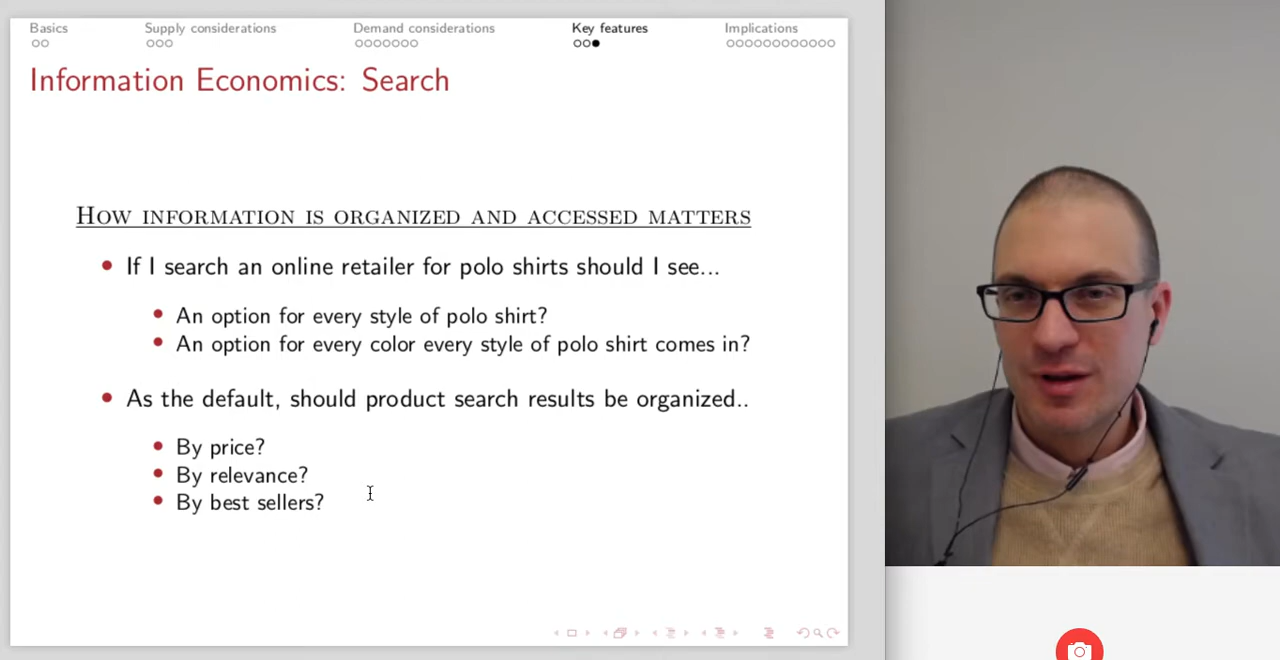 Basics Supply considerations Demand considerations Key features Implications
Information Economics: Search
How information is organized and accessed matters
If I search an online retailer for polo shirts should I see...
An option for every style of polo shirt?
An option for every color every style of polo shirt comes in?
As the default, should product search results be organized..
By price?
By relevance?
By best sellers?